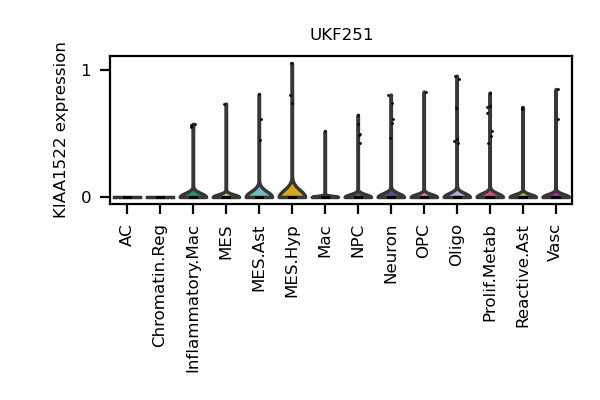 UKF251
KIAA1522 expression
1
0
AC
Chromatin.Reg
Inflammatory.Mac
MES
MES.Ast
MES.Hyp
Mac
NPC
Neuron
OPC
Oligo
Prolif.Metab
Reactive.Ast
Vasc